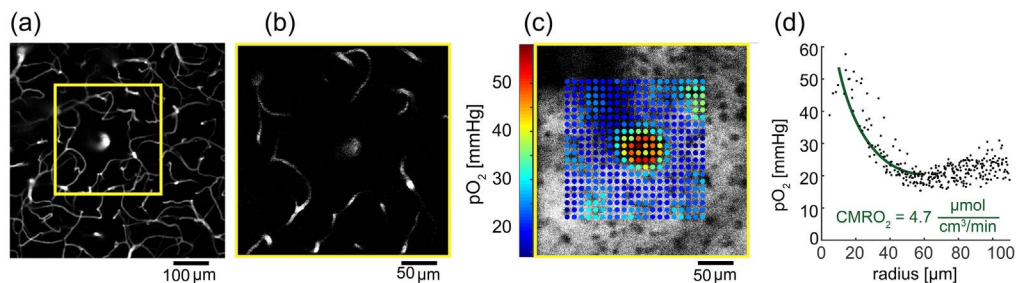 (a)
(b)
(c)
(d)
100 µm
50 µm
pO2 [mmHg]
50
40
30
20
50 µm
pO2 [mmHg]
60
50
40
30
20
10
0
CMRO2 = 4.7 µmol
cm3/min
0 20 40 60 80 100
radius [µm]